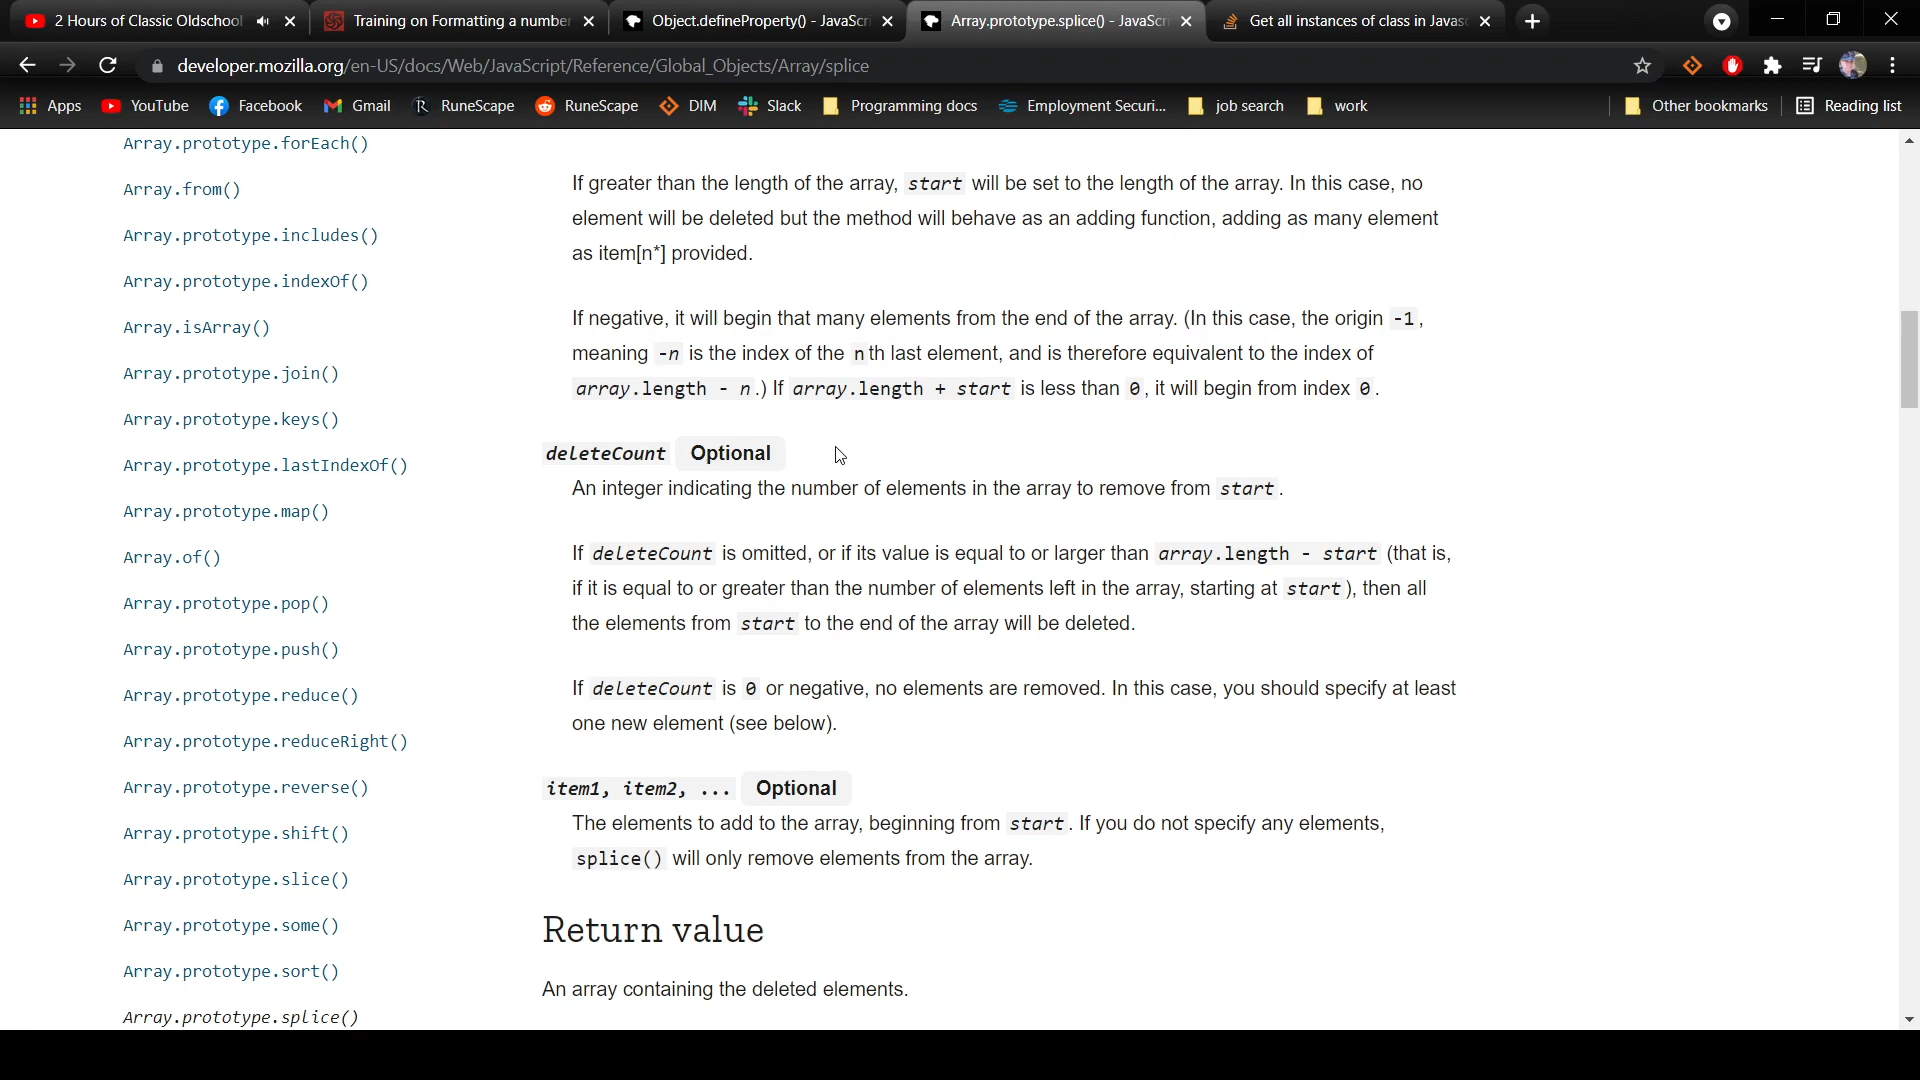 2 Hours of Classic Oldschool
Training on Formatting a number
Object.defineProperty() - JavaScri
Array.prototype.splice() - JavaScri
Get all instances of class in Javasc
developer.mozilla.org/en-US/docs/Web/JavaScript/Reference/Global_Objects/Array/splice
Apps YouTube Facebook Gmail RuneScape RuneScape DIM Slack Programming docs Employment Securi... job search work Other bookmarks Reading list
Array.prototype.forEach()
Array.from()
Array.prototype.includes()
Array.prototype.indexOf()
Array.isArray()
Array.prototype.join()
Array.prototype.keys()
Array.prototype.lastIndexOf()
Array.prototype.map()
Array.of()
Array.prototype.pop()
Array.prototype.push()
Array.prototype.reduce()
Array.prototype.reduceRight()
Array.prototype.reverse()
Array.prototype.shift()
Array.prototype.slice()
Array.prototype.some()
Array.prototype.sort()
Array.prototype.splice()
If greater than the length of the array, start will be set to the length of the array. In this case, no
element will be deleted but the method will behave as an adding function, adding as many element
as item[n*] provided.
If negative, it will begin that many elements from the end of the array. (In this case, the origin -1,
meaning -n is the index of the nth last element, and is therefore equivalent to the index of
array.length - n.) If array.length + start is less than 0, it will begin from index 0.
deleteCount Optional
An integer indicating the number of elements in the array to remove from start.
If deleteCount is omitted, or if its value is equal to or larger than array.length - start (that is,
if it is equal to or greater than the number of elements left in the array, starting at start), then all
the elements from start to the end of the array will be deleted.
If deleteCount is 0 or negative, no elements are removed. In this case, you should specify at least
one new element (see below).
item1, item2, ... Optional
The elements to add to the array, beginning from start. If you do not specify any elements,
splice() will only remove elements from the array.
Return value
An array containing the deleted elements.